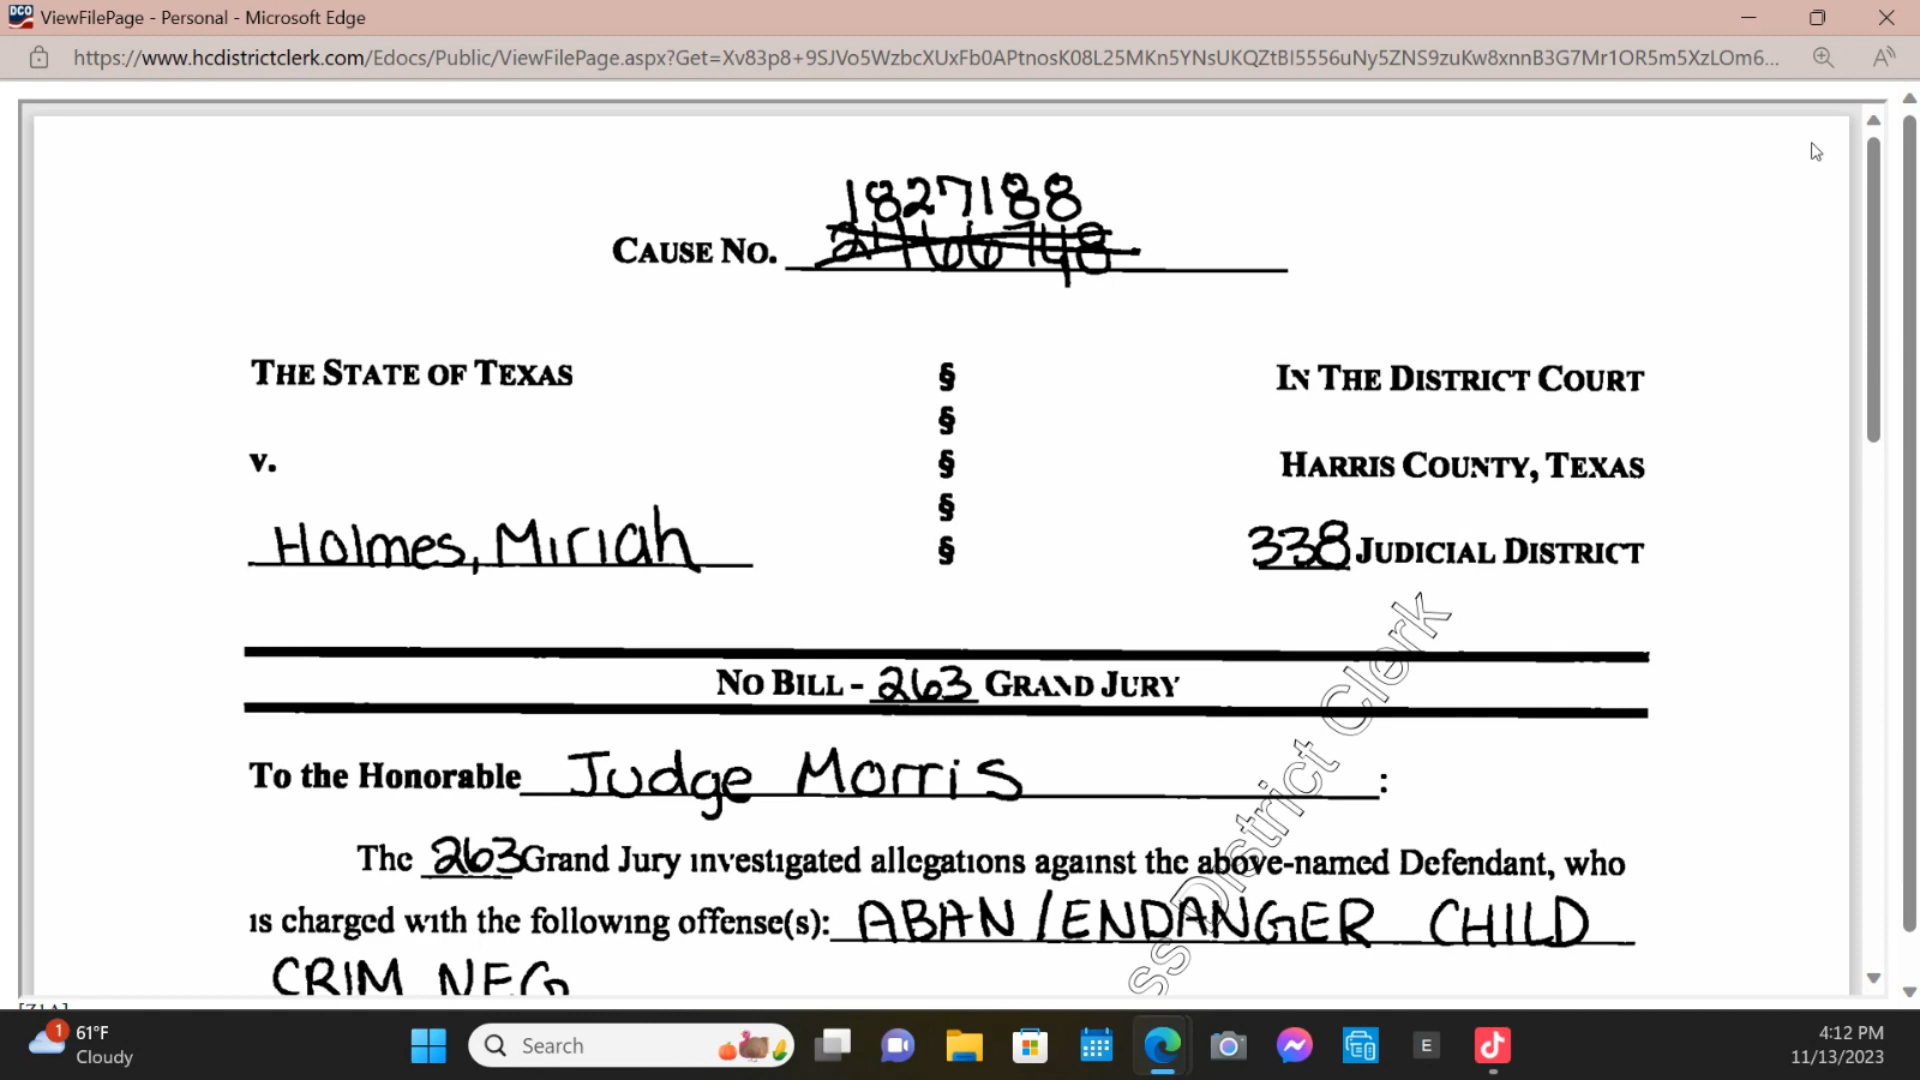 ViewFilePage - Personal - Microsoft Edge
https://www.hcdistrictclerk.com/Edocs/Public/ViewFilePage.aspx?Get=Xv83p8+9SJVo5WzbcXUxFb0APtnosK08L25MKn5YNsUKQZtBI5556uNy5ZNS9zuKw8xnnB3G7Mr1OR5m5XzLOm6...
1827188
CAUSE NO.
THE STATE OF TEXAS § IN THE DISTRICT COURT
§
v. § HARRIS COUNTY, TEXAS
§
Holmes, Miriah § 338 JUDICIAL DISTRICT
NO BILL - 263 GRAND JURY
To the Honorable Judge Morris :
The 263 Grand Jury investigated allegations against the above-named Defendant, who
is charged with the following offense(s): ABAN/ENDANGER CHILD
CRIM NEG
ss District Clerk
1 61°F
Cloudy
Search
E
4:12 PM
11/13/2023